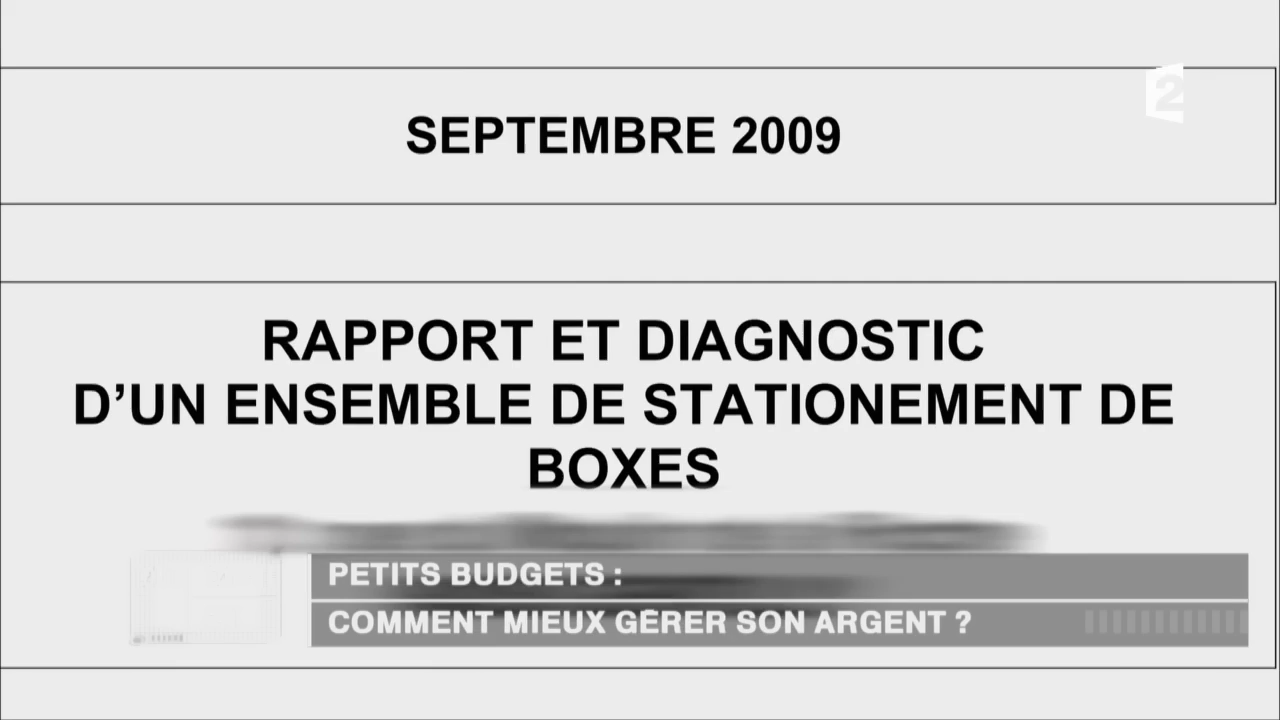 2
SEPTEMBRE 2009
RAPPORT ET DIAGNOSTIC
D’UN ENSEMBLE DE STATIONEMENT DE
BOXES
PETITS BUDGETS :
COMMENT MIEUX GÉRER SON ARGENT ?